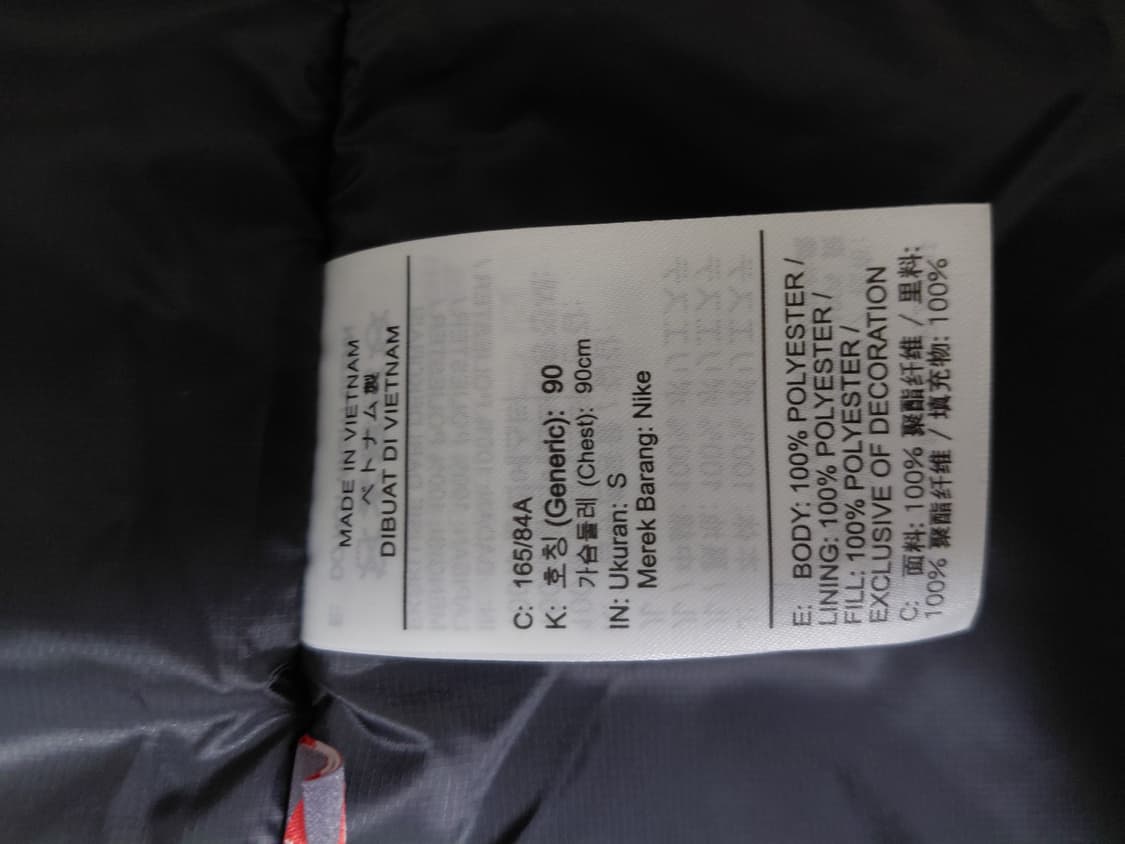 MADE IN VIETNAM
ベトナム製
DIBUAT DI VIETNAM
C: 165/84A
K: 호칭 (Generic): 90
가슴둘레 (Chest): 90cm
IN: Ukuran: S
Merek Barang: Nike
E: BODY: 100% POLYESTER /
LINING: 100% POLYESTER /
FILL: 100% POLYESTER /
EXCLUSIVE OF DECORATION
C: 面料: 100% 聚酯纤维 / 里料:
100% 聚酯纤维 / 填充物: 100%